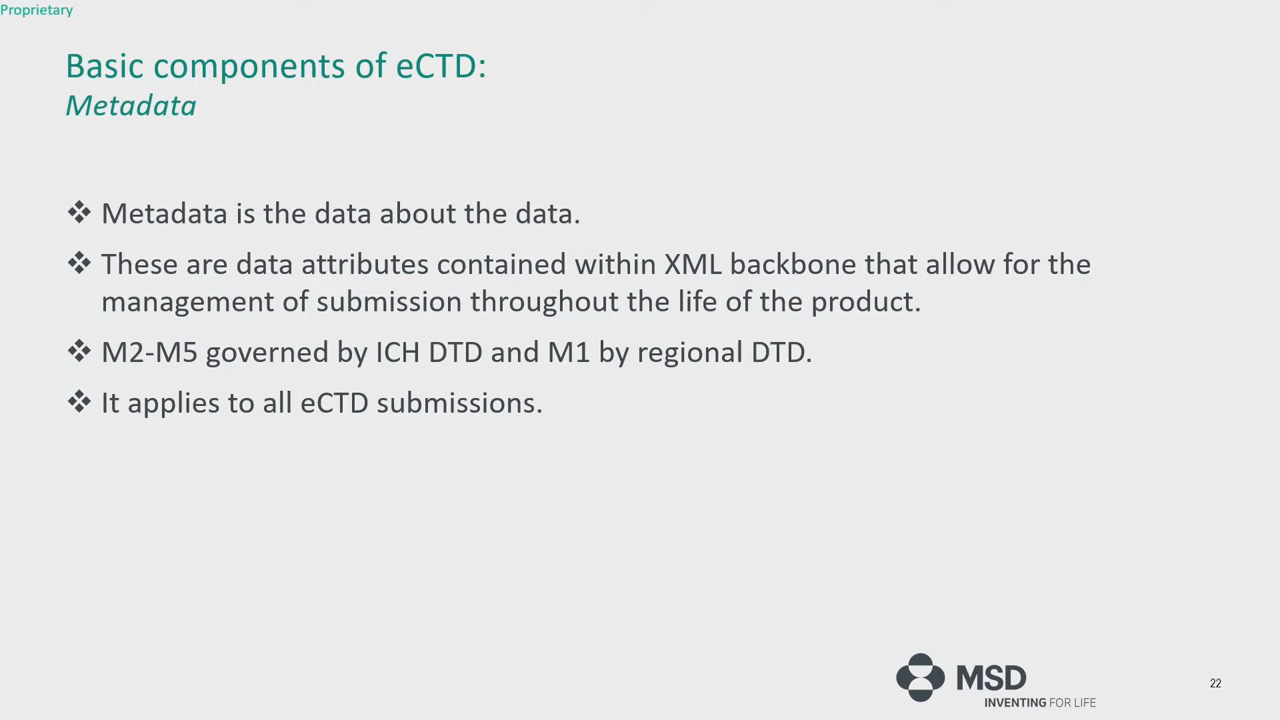 Proprietary
Basic components of eCTD:
Metadata
❖ Metadata is the data about the data.
❖ These are data attributes contained within XML backbone that allow for the
management of submission throughout the life of the product.
❖ M2-M5 governed by ICH DTD and M1 by regional DTD.
❖ It applies to all eCTD submissions.
MSD
INVENTING FOR LIFE
22